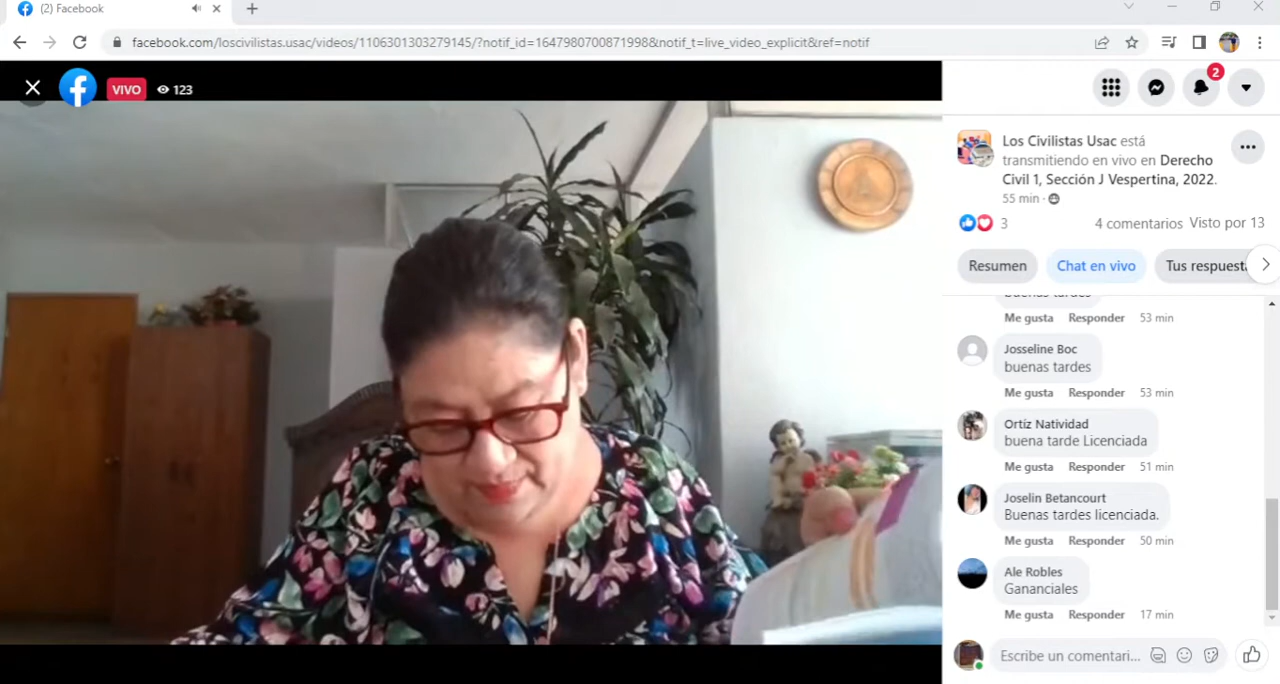 (2) Facebook
facebook.com/loscivilistas.usac/videos/1106301303279145/?notif_id=1647980700871998&notif_t=live_video_explicit&ref=notif
VIVO 123
2
Los Civilistas Usac está
transmitiendo en vivo en Derecho
Civil 1, Sección J Vespertina, 2022.
55 min ·
3 4 comentarios Visto por 13
Resumen Chat en vivo Tus respuest
buenas tardes
Me gusta Responder 53 min
Josseline Boc
buenas tardes
Me gusta Responder 53 min
Ortíz Natividad
buena tarde Licenciada
Me gusta Responder 51 min
Joselin Betancourt
Buenas tardes licenciada.
Me gusta Responder 50 min
Ale Robles
Gananciales
Me gusta Responder 17 min
Escribe un comentari...